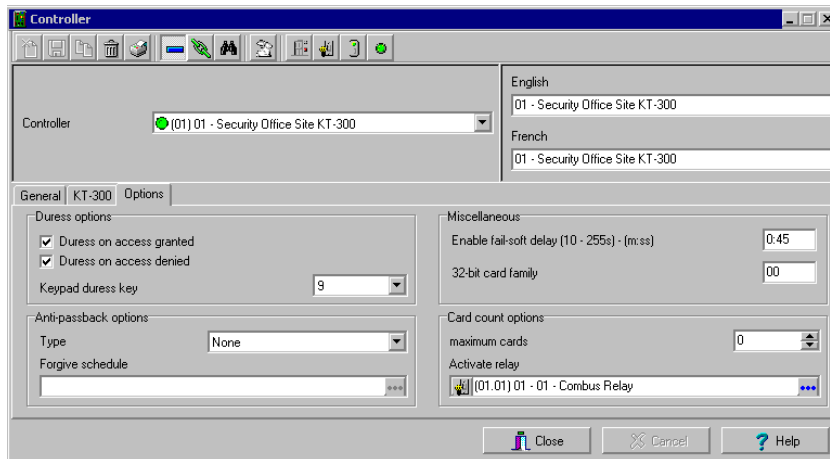 Controller
English
01 - Security Office Site KT-300
Controller
(01) 01 - Security Office Site KT-300
French
01 - Security Office Site KT-300
General KT-300 Options
Duress options
Duress on access granted
Duress on access denied
Keypad duress key 9
Miscellaneous
Enable fail-soft delay (10 - 255s) - (m:ss) 0:45
32-bit card family 00
Anti-passback options
Type None
Forgive schedule
Card count options
maximum cards 0
Activate relay
(01.01) 01 - 01 - Combus Relay
Close Cancel Help